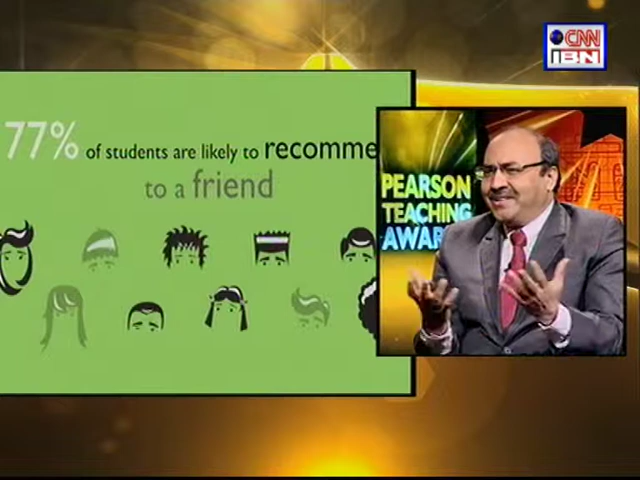 CNN
IBN
77% of students are likely to recomme
to a friend
PEARSON
TEACHING
AWAR